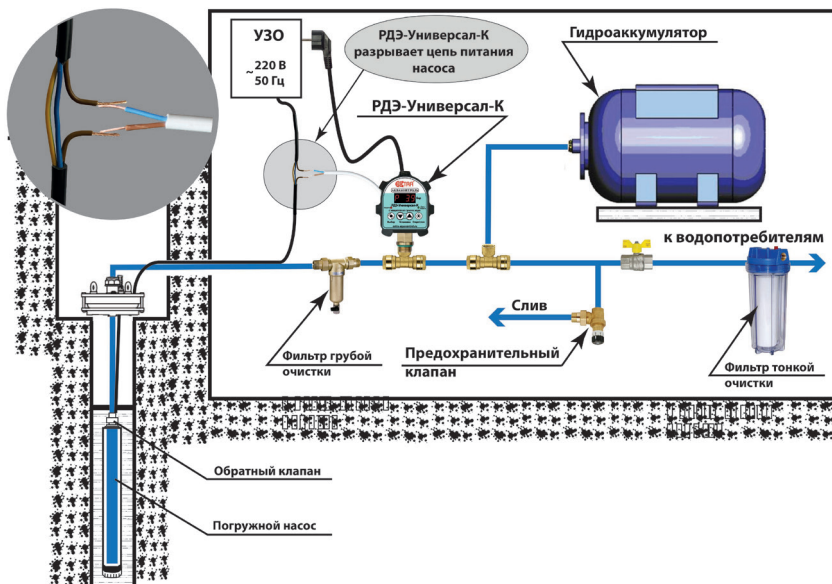 УЗО
~220 В
50 Гц
РДЭ-Универсал-К
разрывает цепь питания
насоса
РДЭ-Универсал-К
Гидроаккумулятор
к водопотребителям
Слив
Предохранительный
клапан
Фильтр грубой
очистки
Фильтр тонкой
очистки
Обратный клапан
Погружной насос